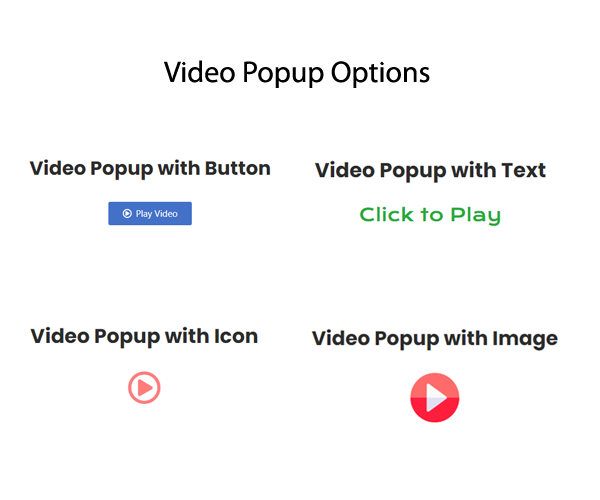 Video Popup Options
Video Popup with Button
Play Video
Video Popup with Text
Click to Play
Video Popup with Icon
Video Popup with Image